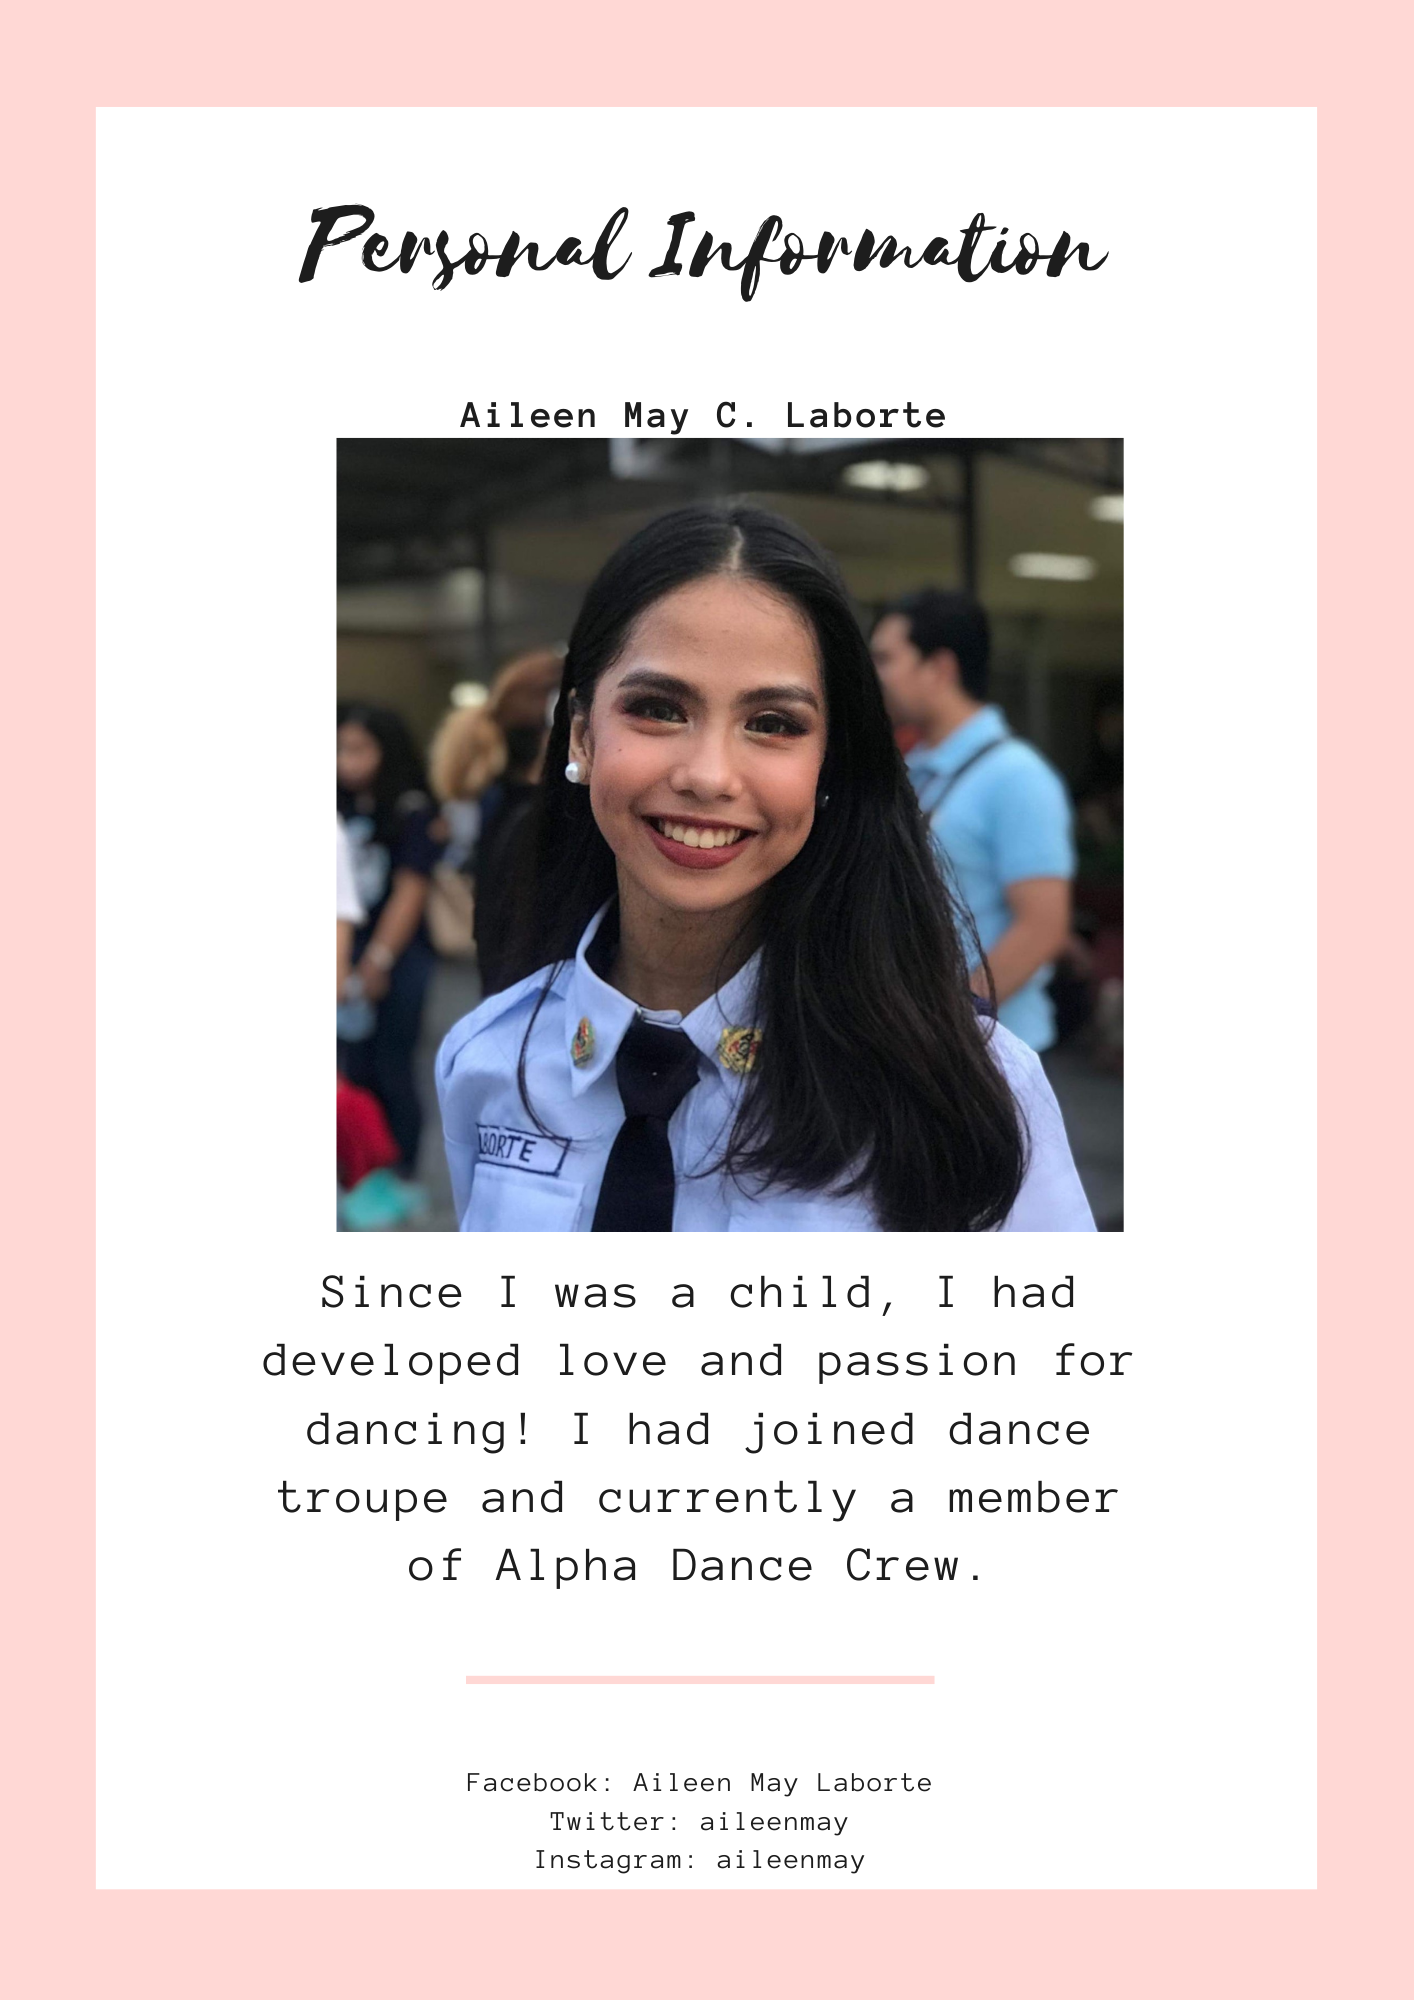 Personal Information
Aileen May C. Laborte
BORTE
Since I was a child, I had
developed love and passion for
dancing! I had joined dance
troupe and currently a member
of Alpha Dance Crew.
Facebook: Aileen May Laborte
Twitter: aileenmay
Instagram: aileenmay